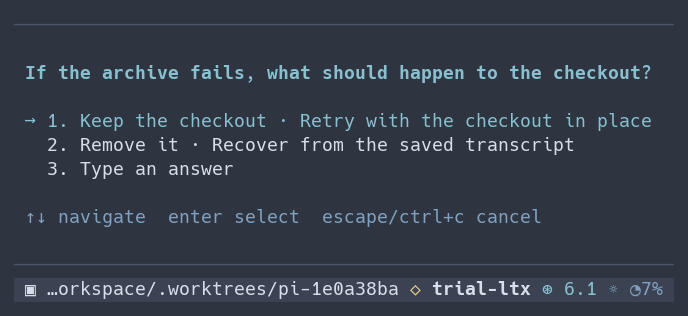 If the archive fails, what should happen to the checkout?
→ 1. Keep the checkout · Retry with the checkout in place
2. Remove it · Recover from the saved transcript
3. Type an answer
↑↓ navigate  enter select  escape/ctrl+c cancel
▣ …orkspace/.worktrees/pi-1e0a38ba ◇ trial-ltx ⊛ 6.1 ☼ ◔7%